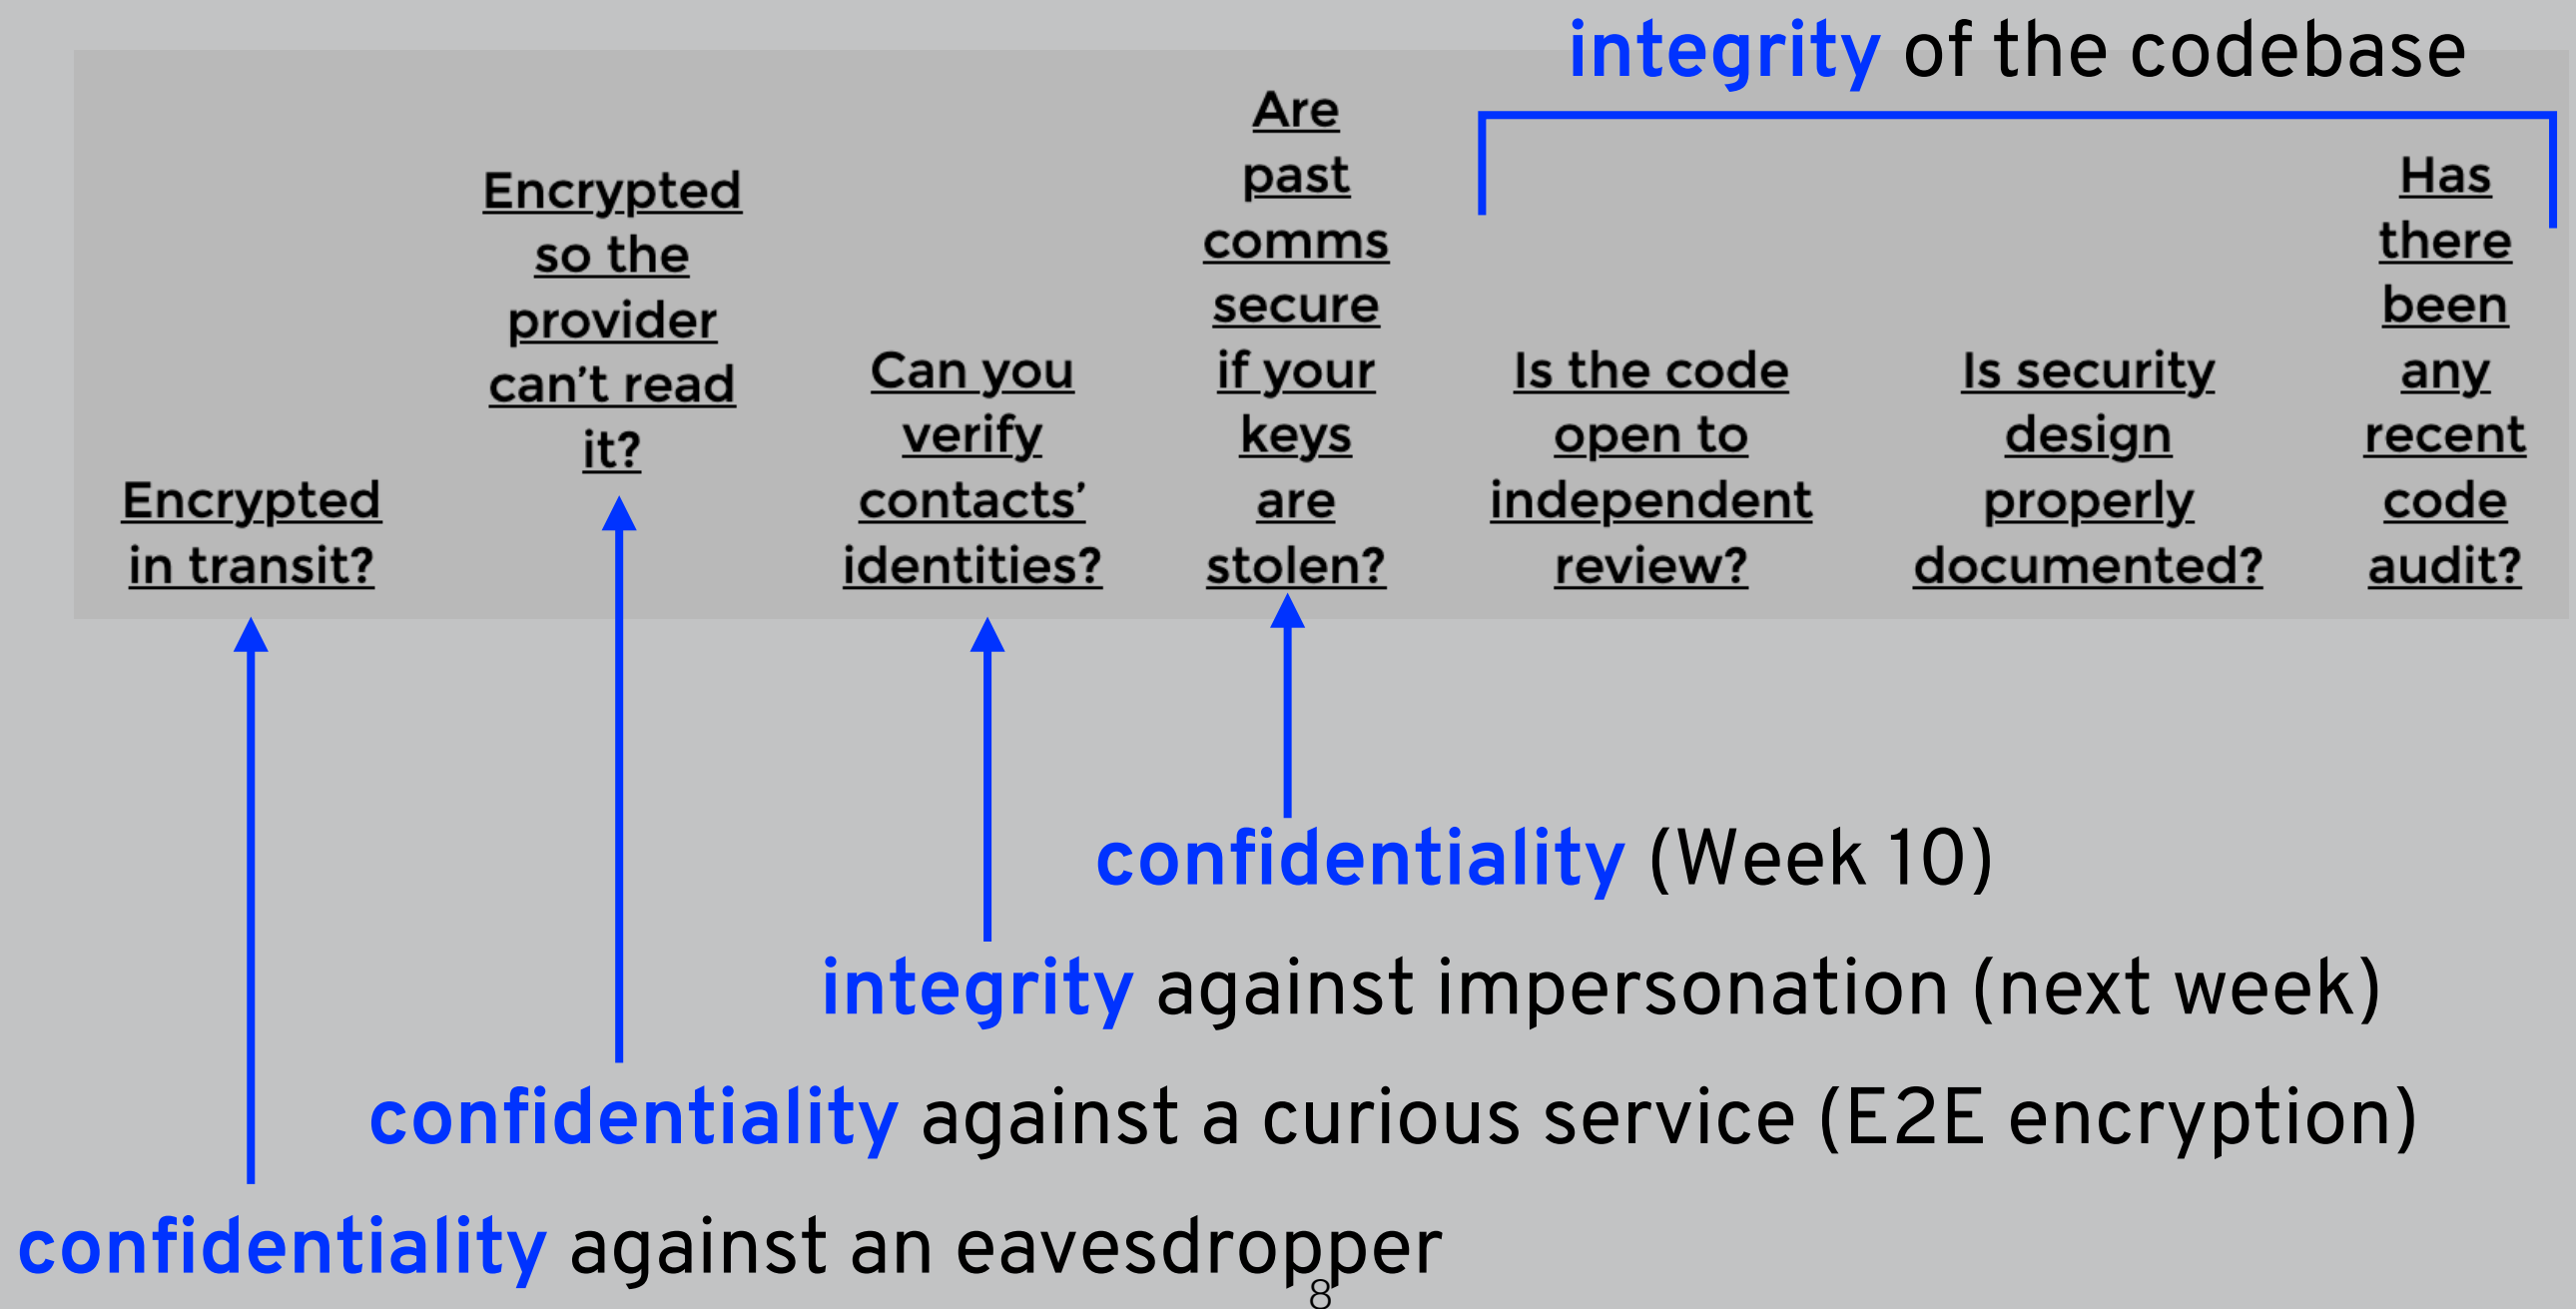 integrity of the codebase
Encrypted
in transit?
Encrypted
so the
provider
can’t read
it?
Can you
verify
contacts’
identities?
Are
past
comms
secure
if your
keys
are
stolen?
Is the code
open to
independent
review?
Is security
design
properly
documented?
Has
there
been
any
recent
code
audit?
confidentiality (Week 10)
integrity against impersonation (next week)
confidentiality against a curious service (E2E encryption)
confidentiality against an eavesdropper
8